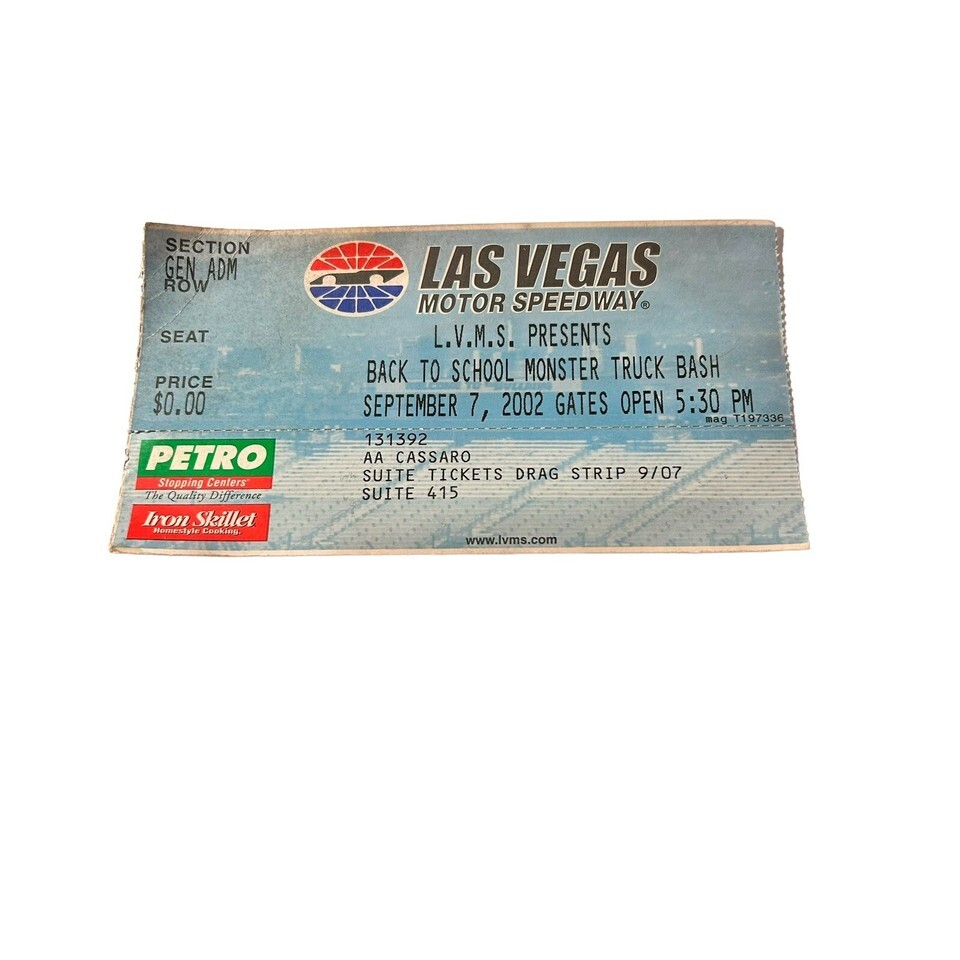 SECTION
GEN ADM
ROW
SEAT
PRICE
$0.00
LAS VEGAS
MOTOR SPEEDWAY®
L.V.M.S. PRESENTS
BACK TO SCHOOL MONSTER TRUCK BASH
SEPTEMBER 7, 2002 GATES OPEN 5:30 PM
mag T197336
PETRO
Stopping Centers®
The Quality Difference
Iron Skillet
Homestyle Cooking.
131392
AA CASSARO
SUITE TICKETS DRAG STRIP 9/07
SUITE 415
www.lvms.com